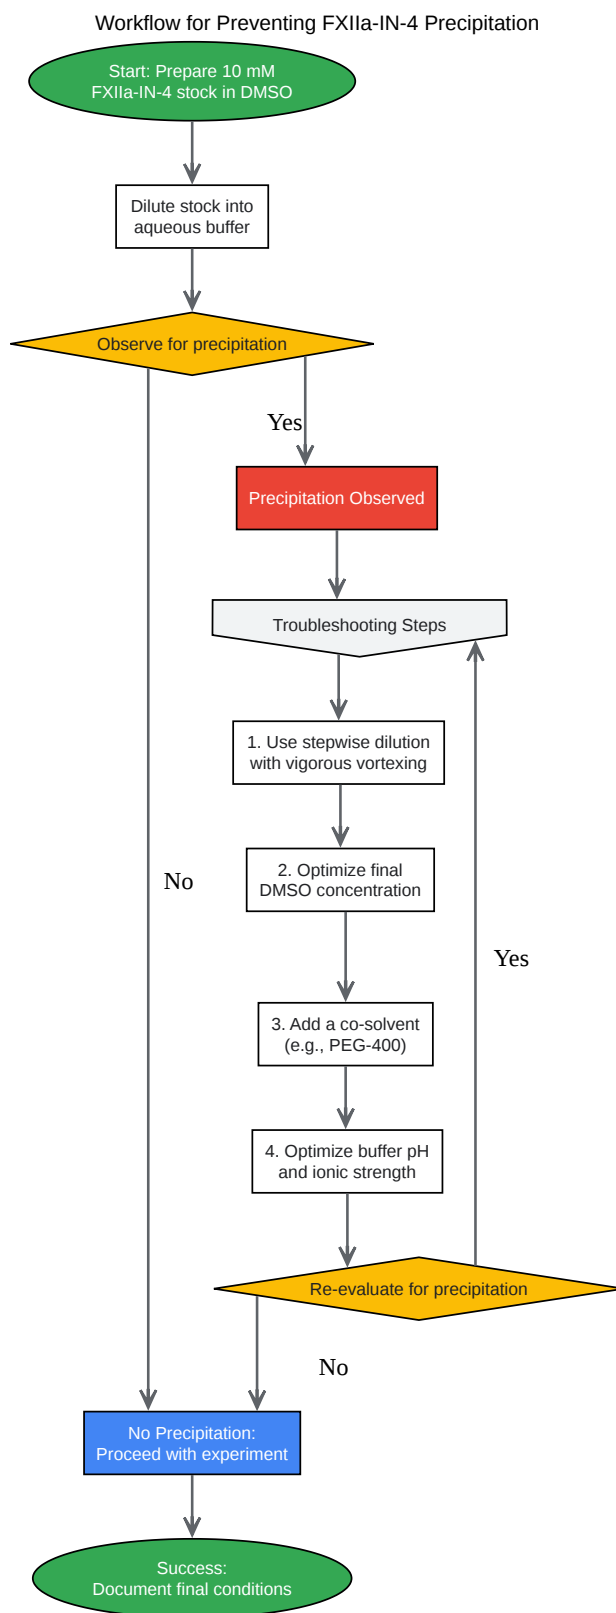 Workflow for Preventing FXIIa-IN-4 Precipitation
Start: Prepare 10 mM
FXIIa-IN-4 stock in DMSO
Dilute stock into
aqueous buffer
Observe for precipitation
Yes
Precipitation Observed
Troubleshooting Steps
1. Use stepwise dilution
with vigorous vortexing
2. Optimize final
DMSO concentration
No
Yes
3. Add a co-solvent
(e.g., PEG-400)
4. Optimize buffer pH
and ionic strength
Re-evaluate for precipitation
No
No Precipitation:
Proceed with experiment
Success:
Document final conditions